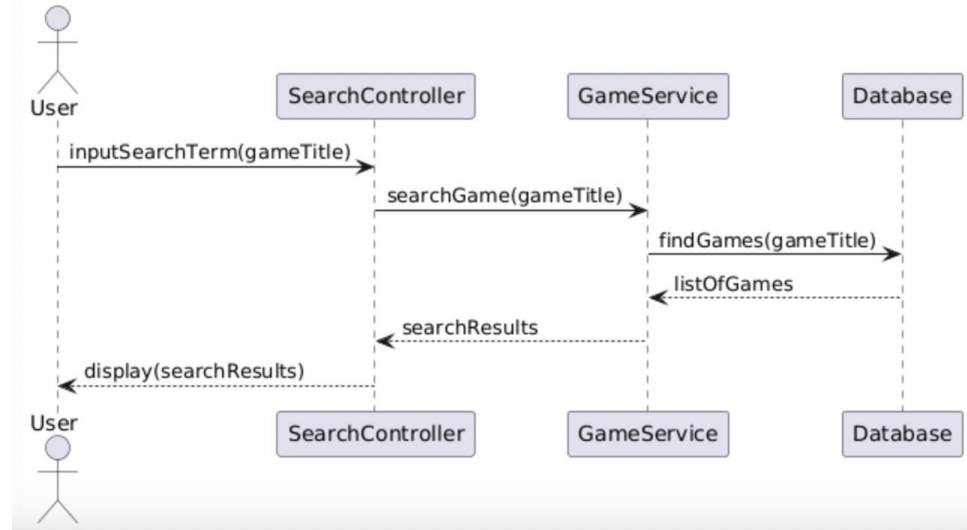 User
SearchController
GameService
Database
inputSearchTerm(gameTitle)
searchGame(gameTitle)
findGames(gameTitle)
listOfGames
searchResults
display(searchResults)
User
SearchController
GameService
Database